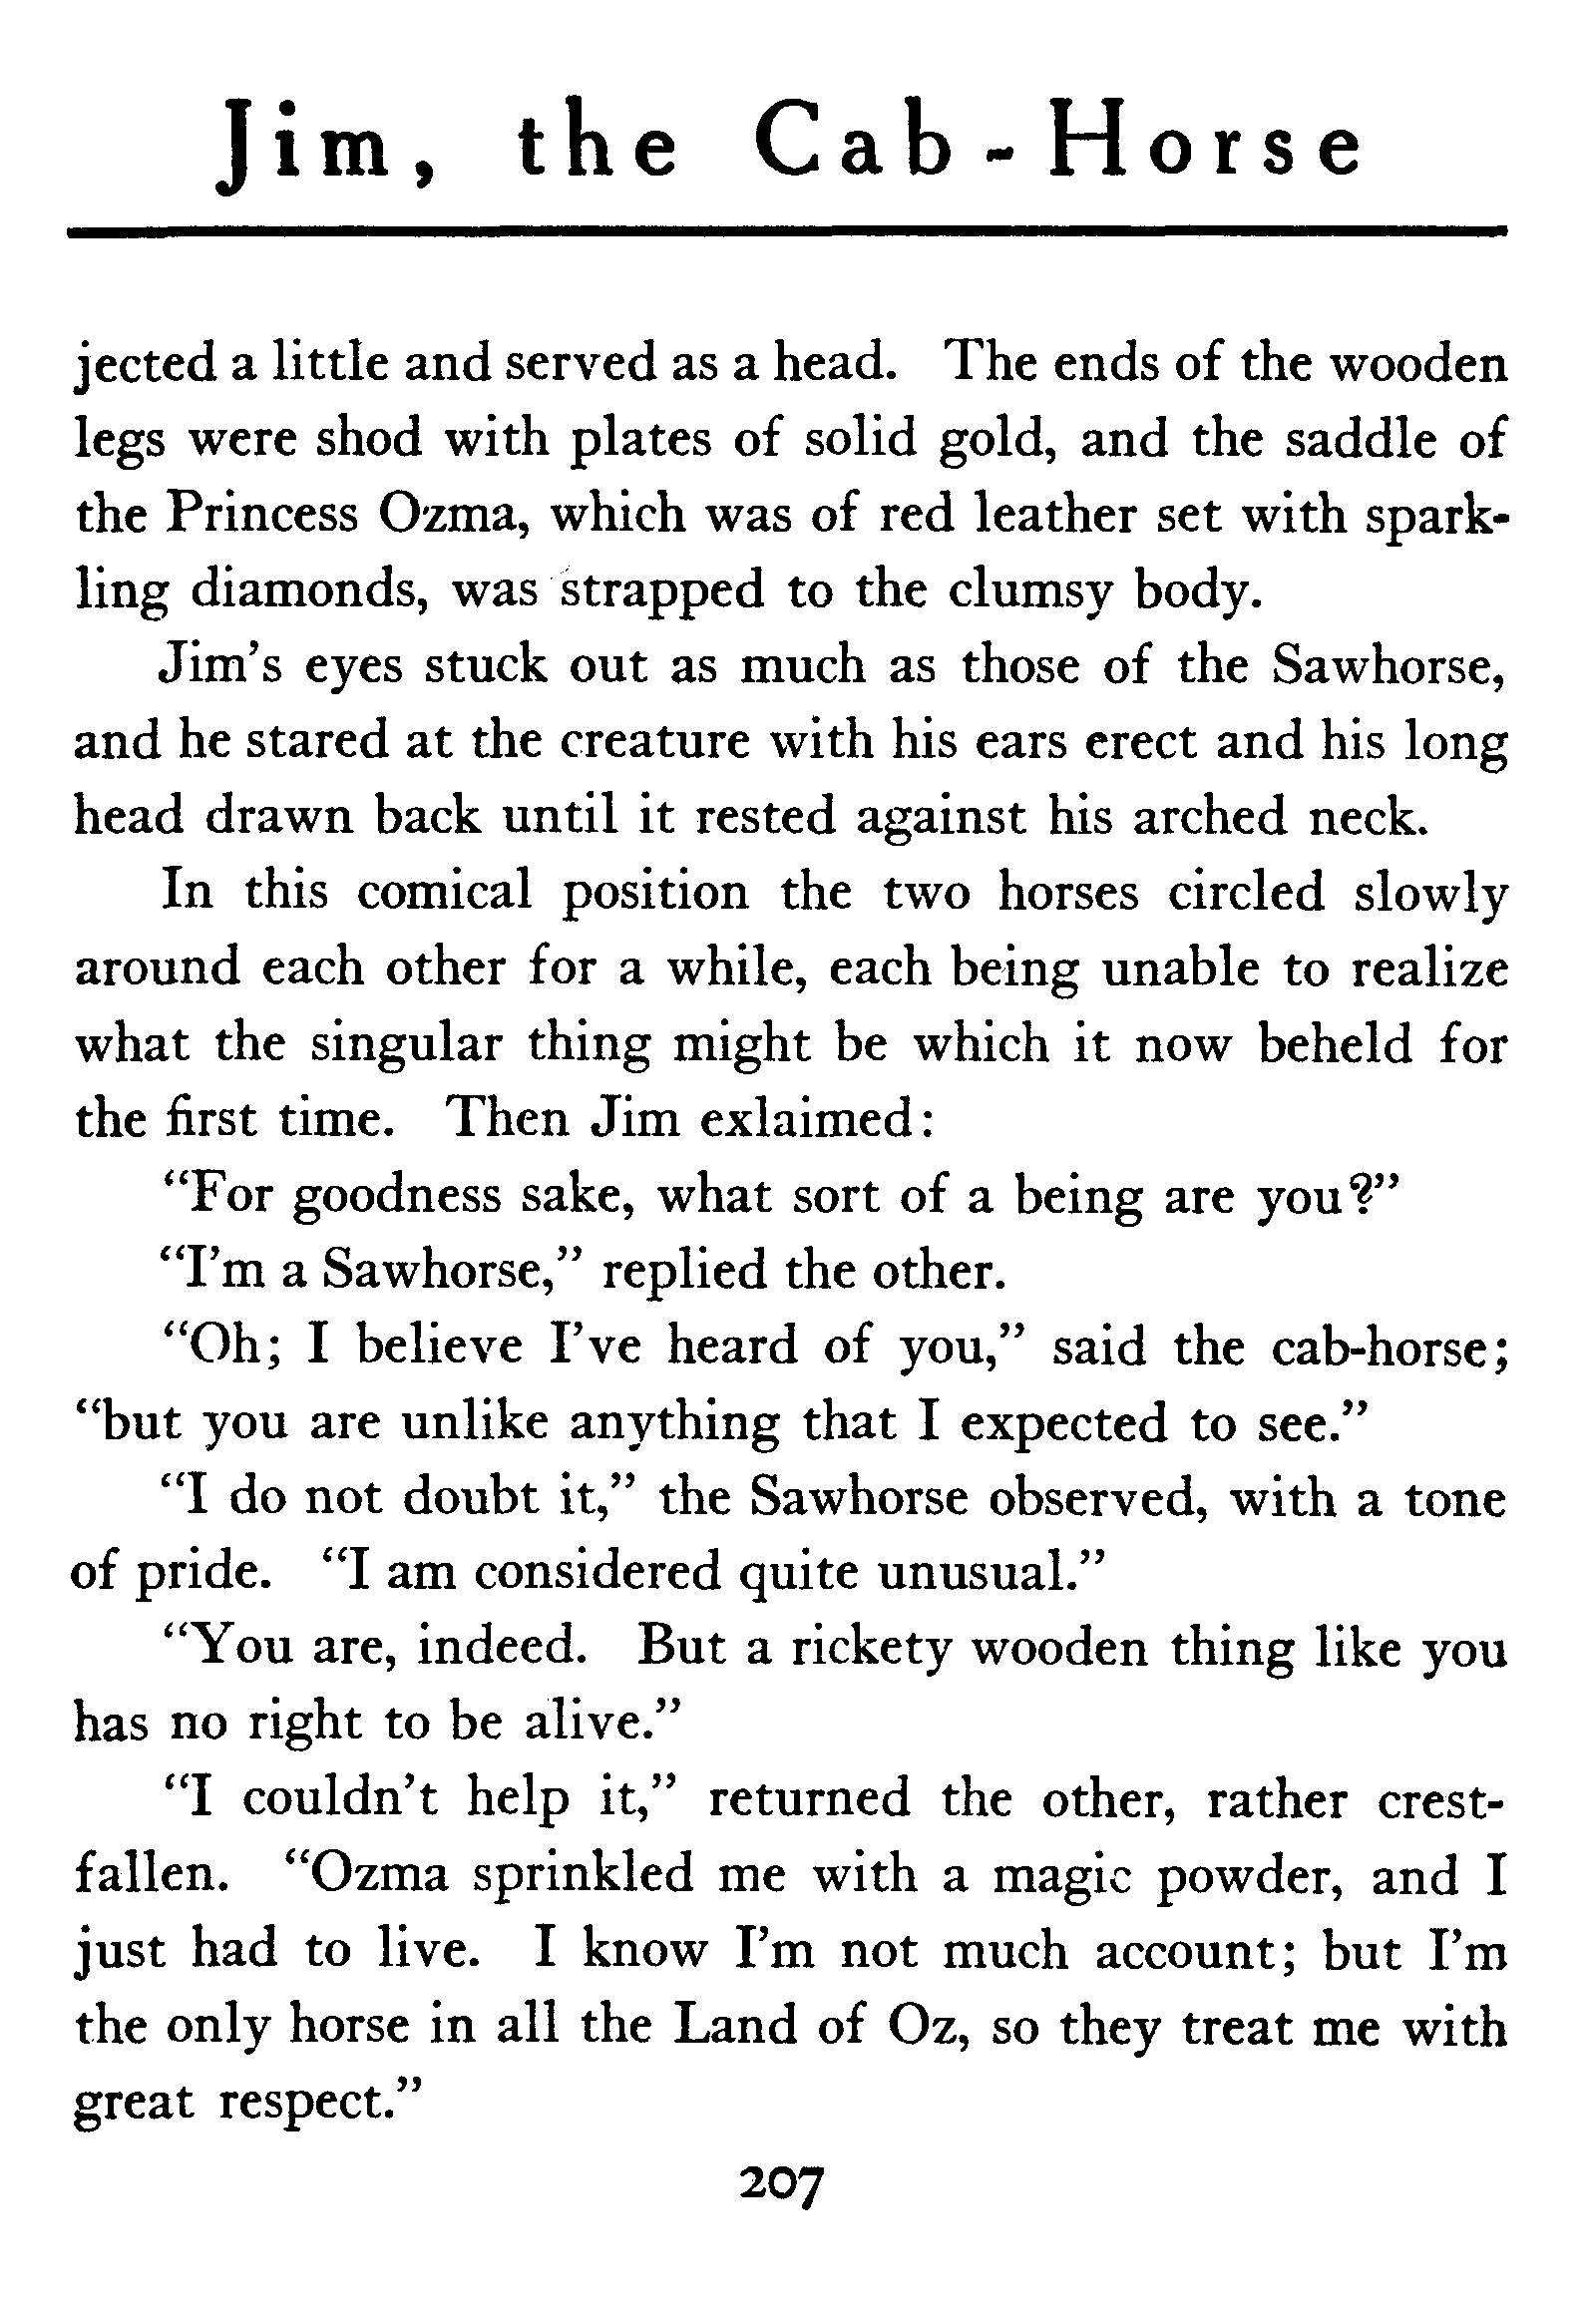 Jim, the Cab-Horse
jected a little and served as a head. The ends of the wooden
legs were shod with plates of solid gold, and the saddle of
the Princess Ozma, which was of red leather set with spark-
ling diamonds, was strapped to the clumsy body.
Jim's eyes stuck out as much as those of the Sawhorse,
and he stared at the creature with his ears erect and his long
head drawn back until it rested against his arched neck.
In this comical position the two horses circled slowly
around each other for a while, each being unable to realize
what the singular thing might be which it now beheld for
the first time. Then Jim exlaimed:
“For goodness sake, what sort of a being are you?”
“I'm a Sawhorse,” replied the other.
“Oh; I believe I've heard of you,” said the cab-horse;
“but you are unlike anything that I expected to see.”
“I do not doubt it,” the Sawhorse observed, with a tone
of pride. “I am considered quite unusual.”
“You are, indeed. But a rickety wooden thing like you
has no right to be alive.”
“I couldn't help it,” returned the other, rather crest-
fallen. “Ozma sprinkled me with a magic powder, and I
just had to live. I know I'm not much account; but I'm
the only horse in all the Land of Oz, so they treat me with
great respect.”
207